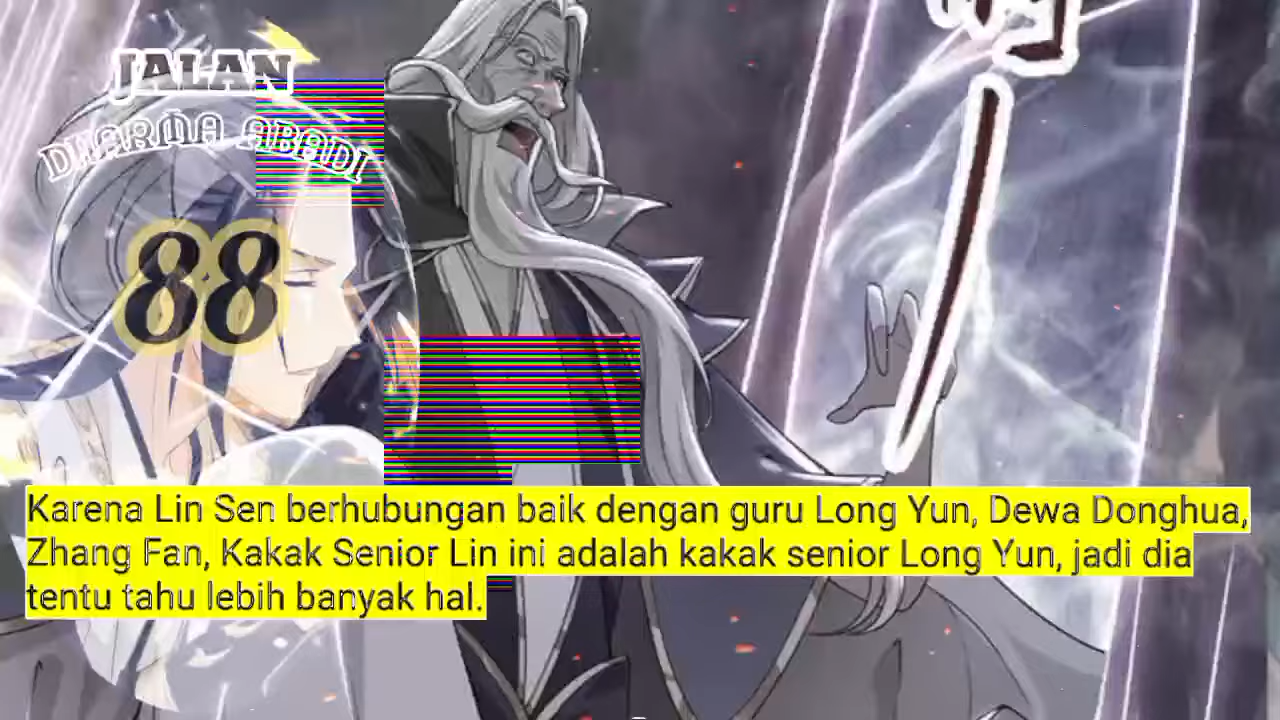 JALAN
DHARMA ABADI
88
Karena Lin Sen berhubungan baik dengan guru Long Yun, Dewa Donghua,
Zhang Fan, Kakak Senior Lin ini adalah kakak senior Long Yun, jadi dia
tentu tahu lebih banyak hal.